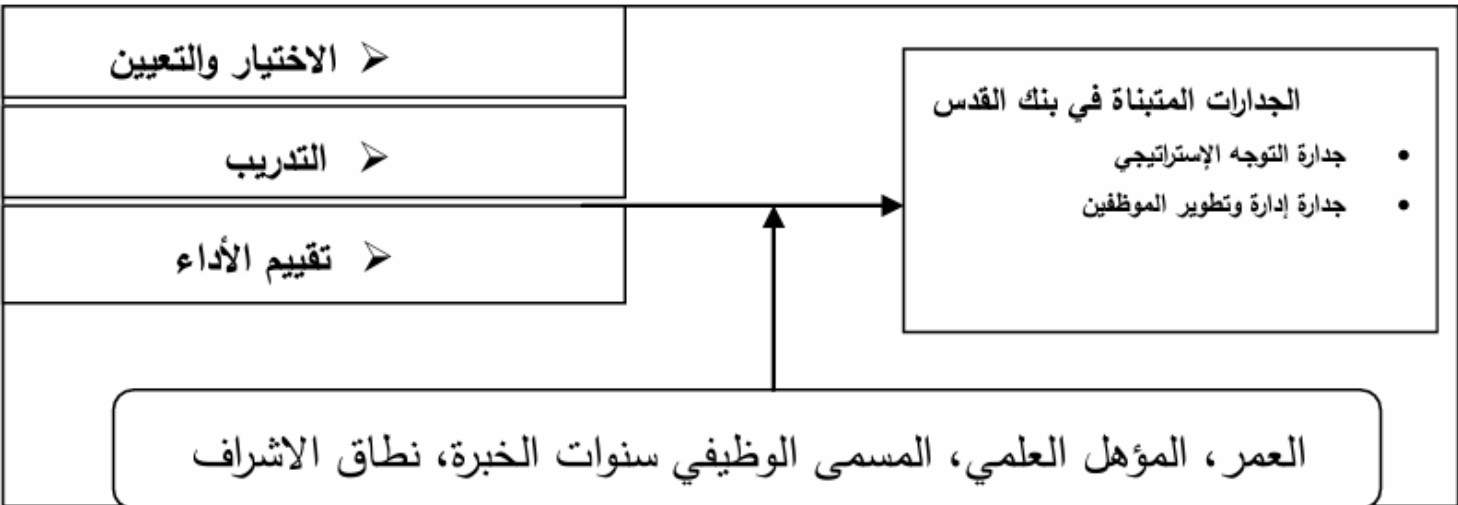 الاختيار والتعيين
التدريب
تقييم الأداء
الجدارات المتبناة في بنك القدس
جدارة التوجه الإستراتيجي
جدارة إدارة وتطوير الموظفين
العمر، المؤهل العلمي، المسمى الوظيفي سنوات الخبرة، نطاق الاشراف